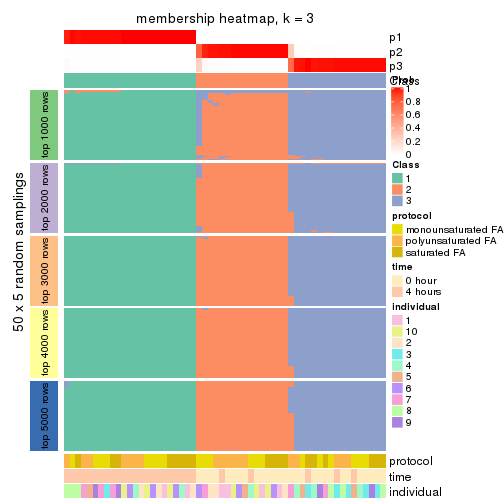 membership heatmap, k = 3
p1
p2
p3
Prob
Class
1
0.8
0.6
0.4
0.2
0
Class
1
2
3
protocol
monounsaturated FA
polyunsaturated FA
saturated FA
time
0 hour
4 hours
individual
1
10
2
3
4
5
6
7
8
9
50 x 5 random samplings
top 1000 rows
top 2000 rows
top 3000 rows
top 4000 rows
top 5000 rows
protocol
time
individual